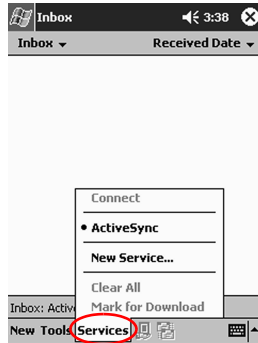 Inbox 3:38
Inbox Received Date
Connect
ActiveSync
New Service...
Clear All
Mark for Download
Inbox: Activ
New Tools Services